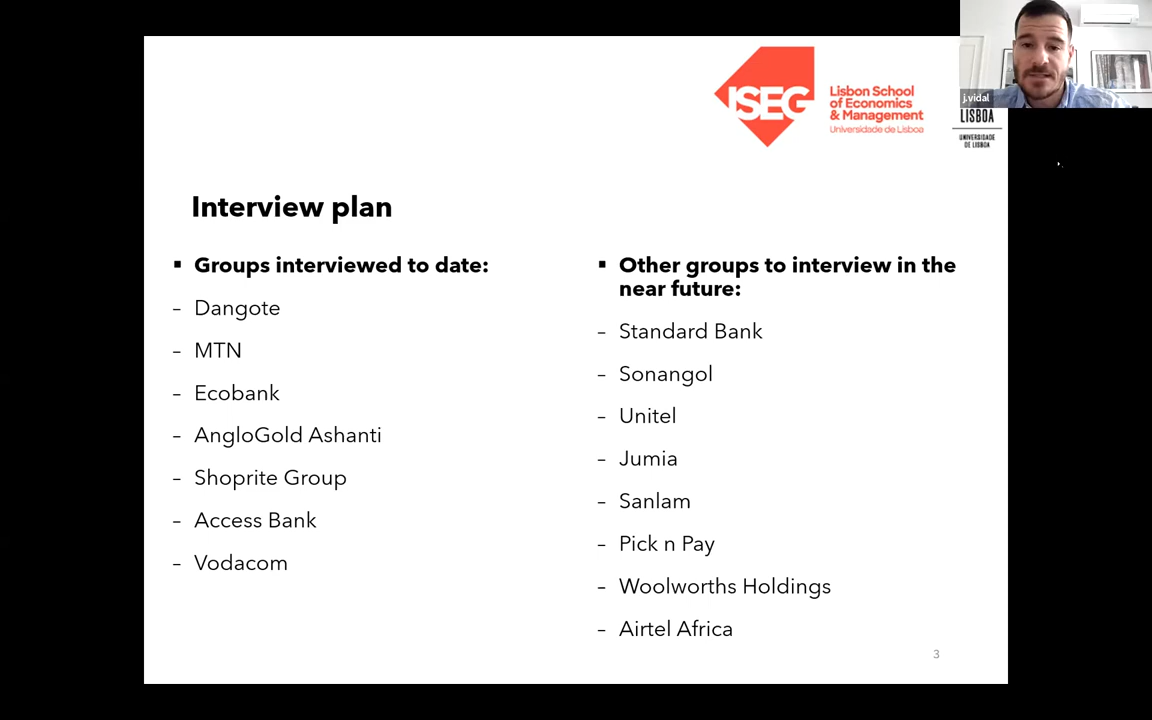 ISEG
Lisbon School
of Economics
& Management
Universidade de Lisboa
j.vidal
LISBOA
UNIVERSIDADE
DE LISBOA
Interview plan
▪ Groups interviewed to date:
– Dangote
– MTN
– Ecobank
– AngloGold Ashanti
– Shoprite Group
– Access Bank
– Vodacom
▪ Other groups to interview in the
near future:
– Standard Bank
– Sonangol
– Unitel
– Jumia
– Sanlam
– Pick n Pay
– Woolworths Holdings
– Airtel Africa
3